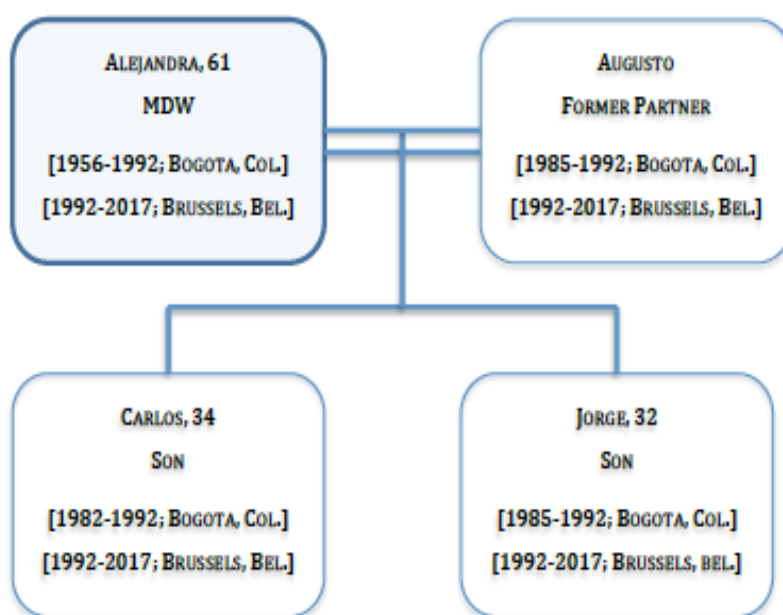 Alejandra, 61
MDW
[1956-1992; Bogota, Col.]
[1992-2017; Brussels, Bel.]
Augusto
Former Partner
[1985-1992; Bogota, Col.]
[1992-2017; Brussels, Bel.]
Carlos, 34
Son
[1982-1992; Bogota, Col.]
[1992-2017; Brussels, Bel.]
Jorge, 32
Son
[1985-1992; Bogota, Col.]
[1992-2017; Brussels, bel.]